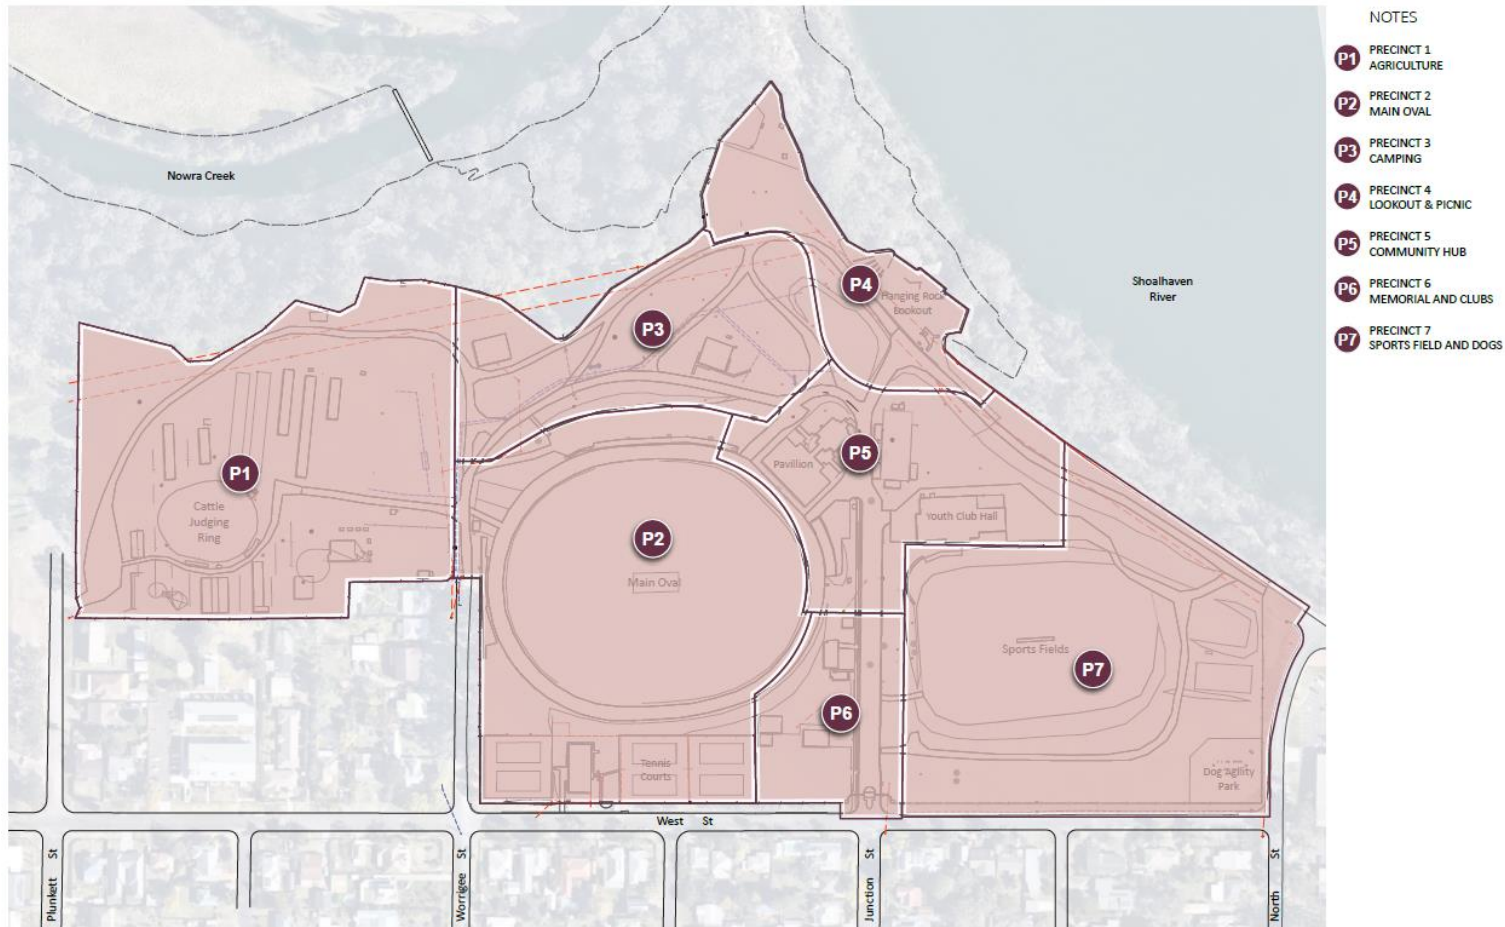 NOTES
P1
PRECINCT 1
AGRICULTURE
P2
PRECINCT 2
MAIN OVAL
P3
PRECINCT 3
CAMPING
P4
PRECINCT 4
LOOKOUT & PICNIC
P5
PRECINCT 5
COMMUNITY HUB
P6
PRECINCT 6
MEMORIAL AND CLUBS
P7
PRECINCT 7
SPORTS FIELD AND DOGS
Nowra Creek
Shoalhaven
River
P4
Hanging Rock
Lookout
P3
P5
Pavillion
Youth Club Hall
P1
Cattle
Judging
Ring
P2
Main Oval
Sports Fields
P7
P6
Tennis
Courts
Dog Agility
Park
West St
Plunkett St
Worrigee St
Junction St
North St